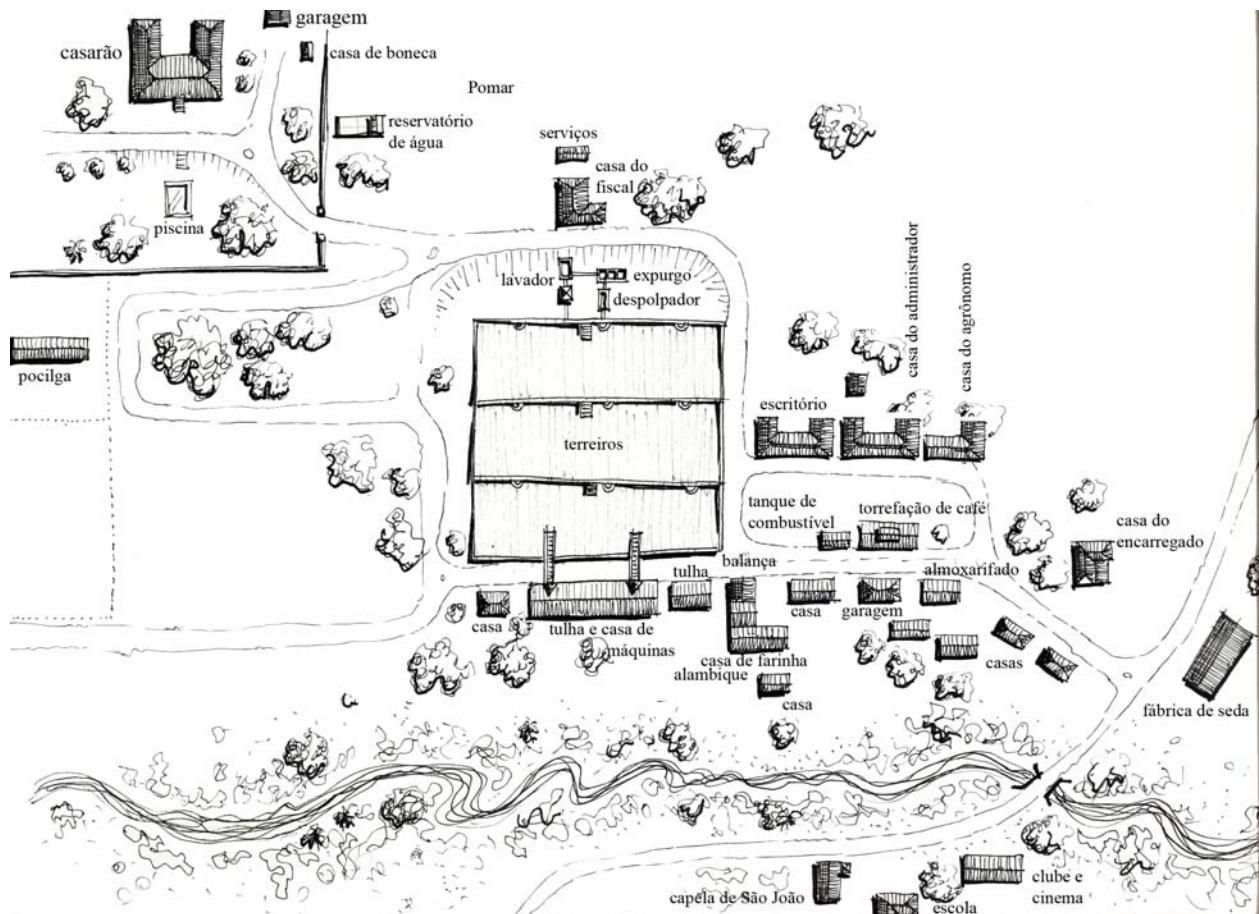 garagem
casarão
casa de boneca
Pomar
reservatório
de água
serviços
casa do
fiscal
piscina
lavador
expurgo
despolpador
casa do administrador
casa do agrônomo
pocilga
escritório
terreiros
tanque de
combustível
torrefação de café
casa do
encarregado
balança
tulha
almoxarifado
casa
tulha e casa de
máquinas
casa
garagem
casa de farinha
alambique
casas
casa
fábrica de seda
capela de São João
escola
clube e
cinema